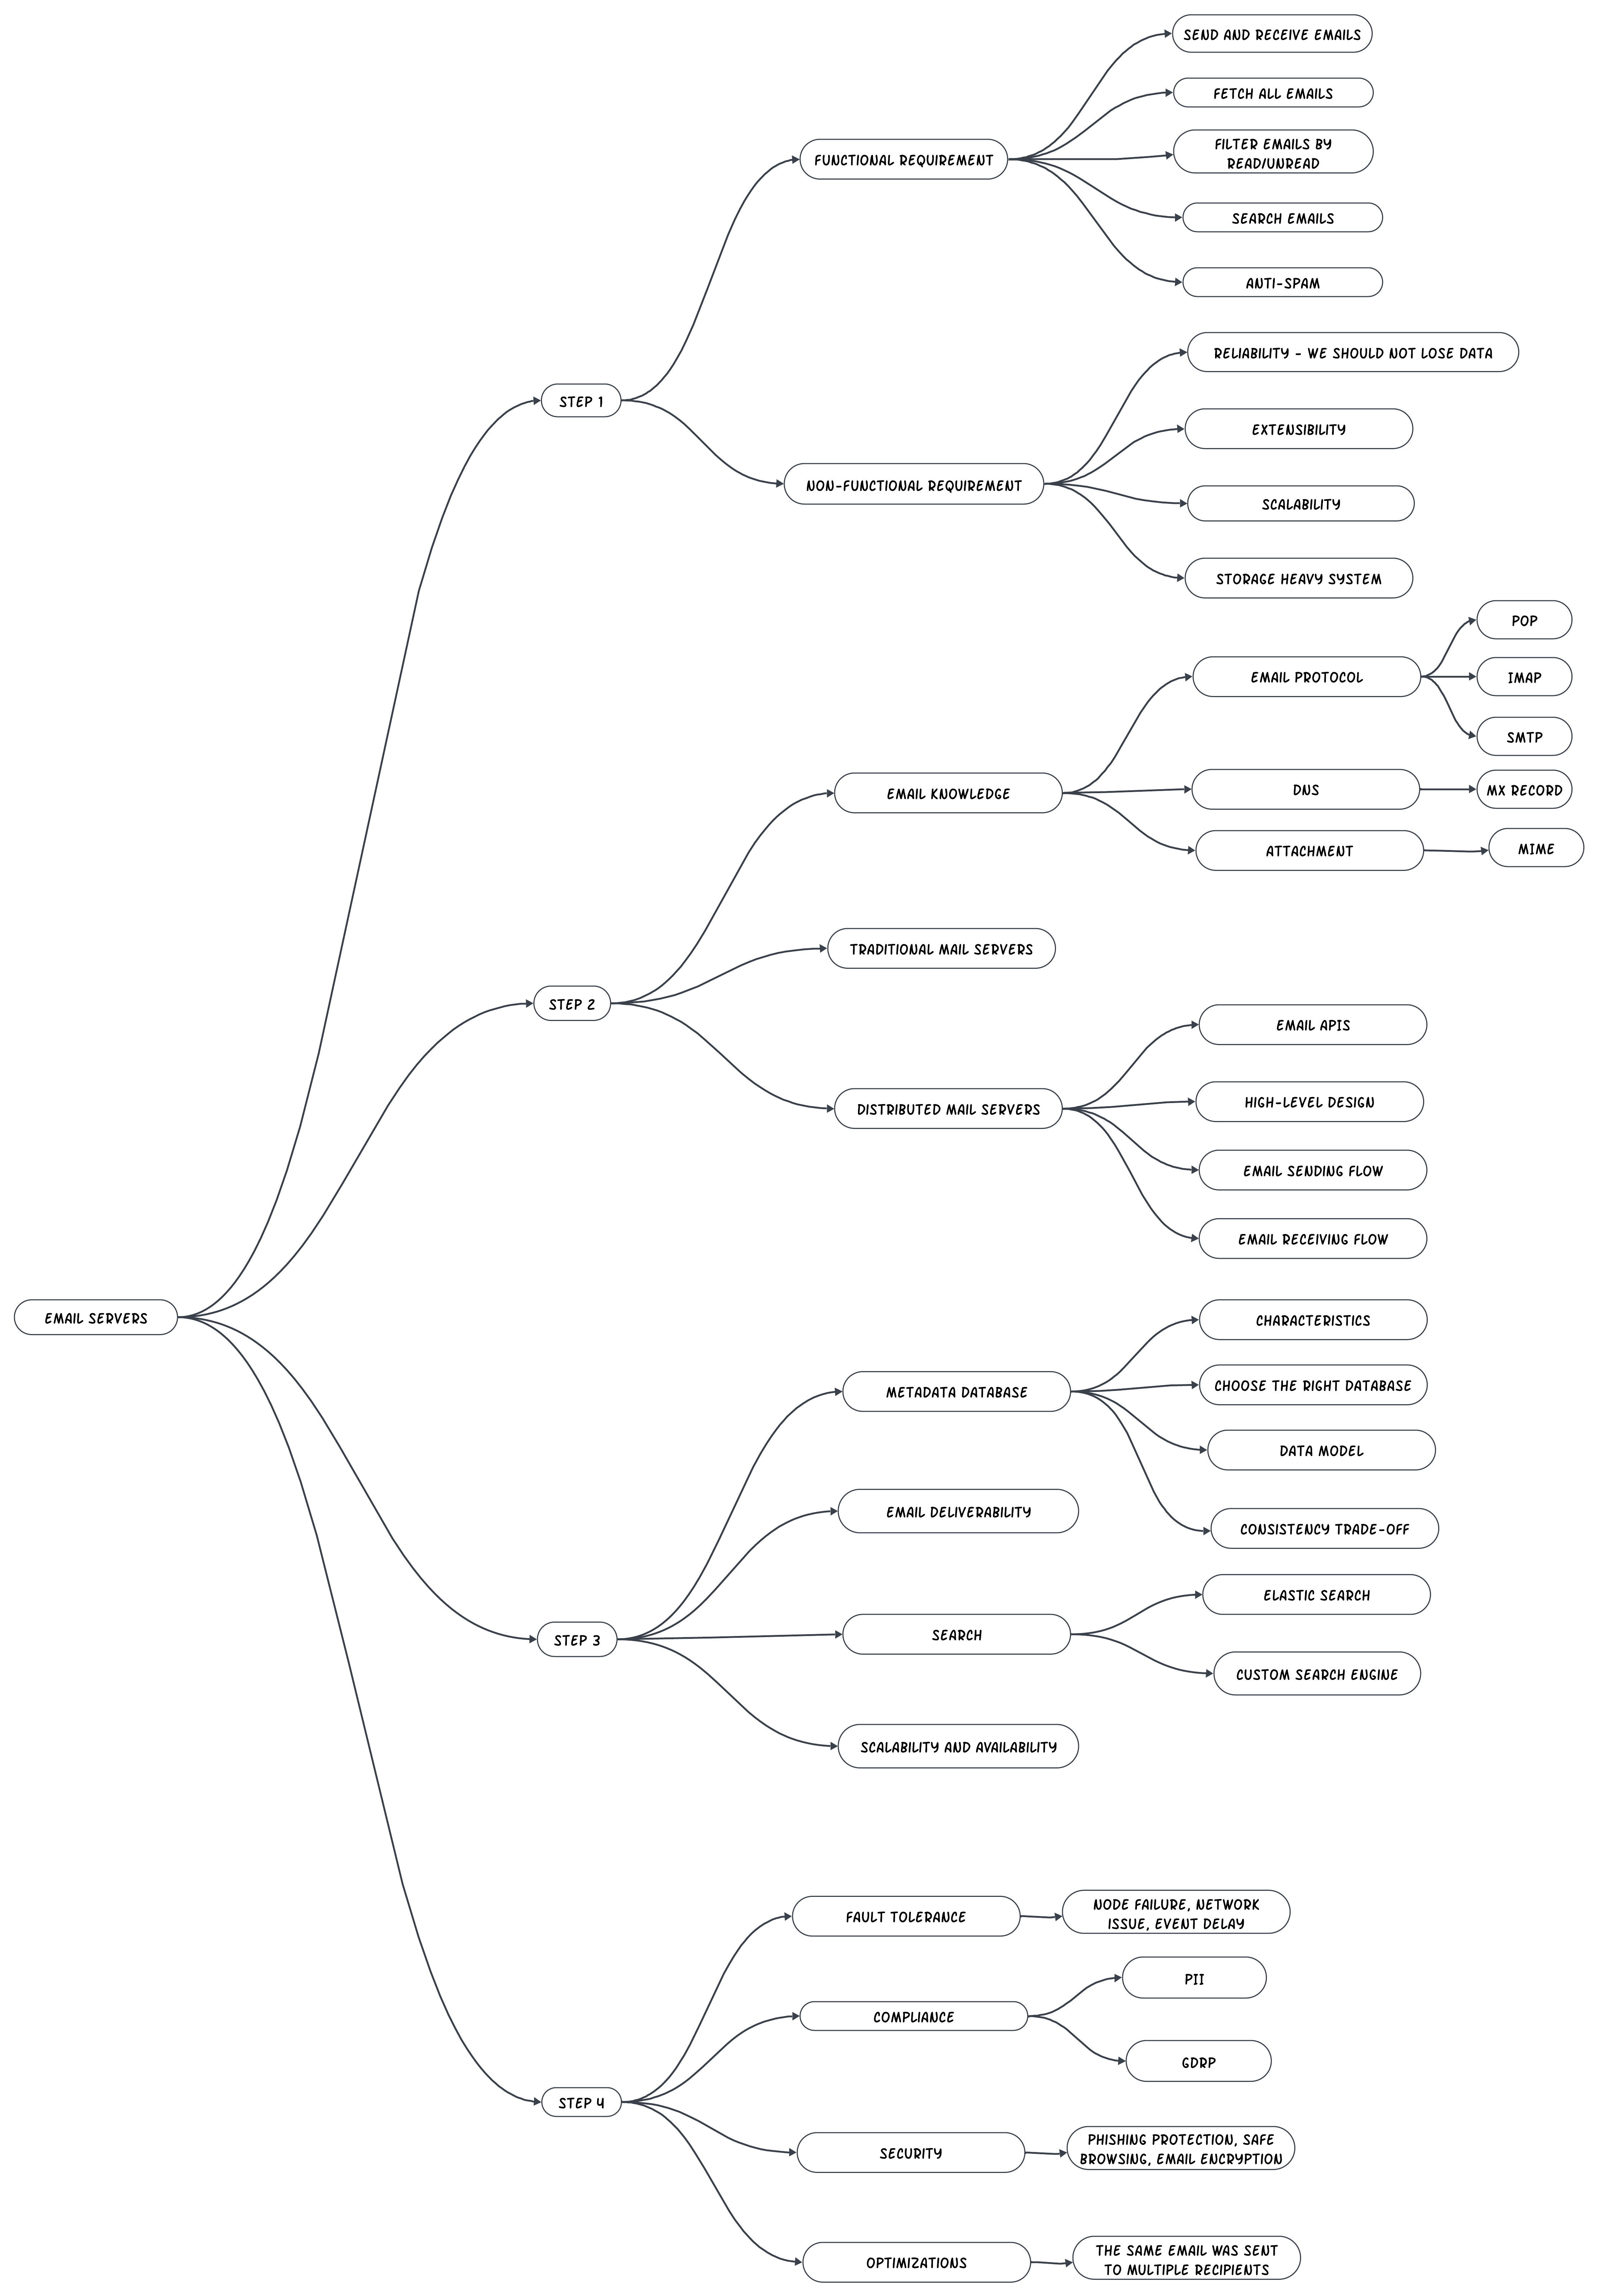 SEND AND RECEIVE EMAILS
FETCH ALL EMAILS
FILTER EMAILS BY
READ/UNREAD
FUNCTIONAL REQUIREMENT
SEARCH EMAILS
ANTI-SPAM
RELIABILITY - WE SHOULD NOT LOSE DATA
STEP 1
EXTENSIBILITY
NON-FUNCTIONAL REQUIREMENT
SCALABILITY
STORAGE HEAVY SYSTEM
POP
EMAIL PROTOCOL
IMAP
SMTP
EMAIL KNOWLEDGE
DNS
MX RECORD
ATTACHMENT
MIME
TRADITIONAL MAIL SERVERS
STEP 2
EMAIL APIS
HIGH-LEVEL DESIGN
DISTRIBUTED MAIL SERVERS
EMAIL SENDING FLOW
EMAIL RECEIVING FLOW
EMAIL SERVERS
CHARACTERISTICS
METADATA DATABASE
CHOOSE THE RIGHT DATABASE
DATA MODEL
EMAIL DELIVERABILITY
CONSISTENCY TRADE-OFF
ELASTIC SEARCH
STEP 3
SEARCH
CUSTOM SEARCH ENGINE
SCALABILITY AND AVAILABILITY
FAULT TOLERANCE
NODE FAILURE, NETWORK
ISSUE, EVENT DELAY
PII
COMPLIANCE
GDRP
STEP 4
SECURITY
PHISHING PROTECTION, SAFE
BROWSING, EMAIL ENCRYPTION
OPTIMIZATIONS
THE SAME EMAIL WAS SENT
TO MULTIPLE RECIPIENTS